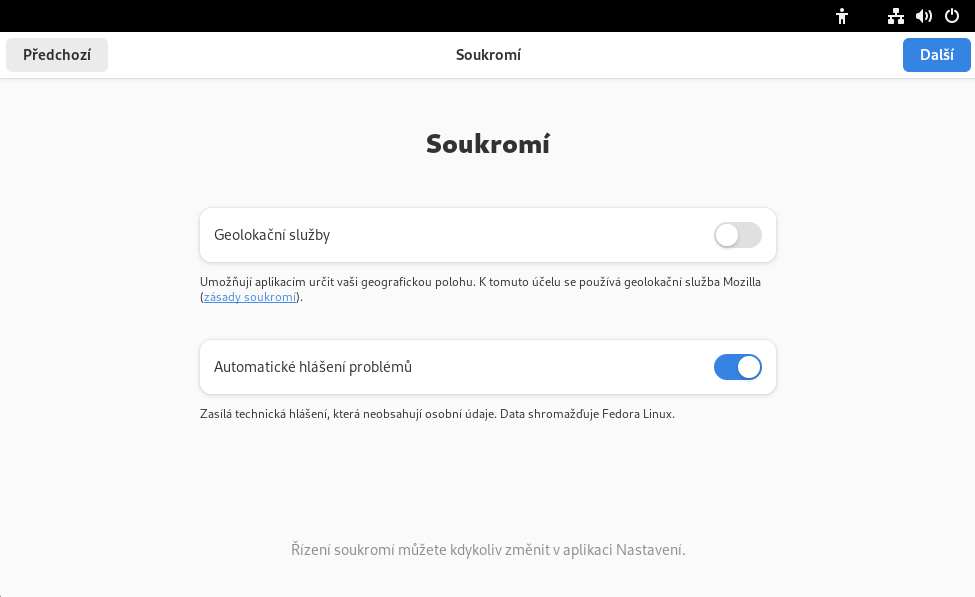 Předchozí
Soukromí
Další
Soukromí
Geolokační služby
Umožňují aplikacím určit vaši geografickou polohu. K tomuto účelu se používá geolokační služba Mozilla
(zásady soukromí).
Automatické hlášení problémů
Zasílá technická hlášení, která neobsahují osobní údaje. Data shromažďuje Fedora Linux.
Řízení soukromí můžete kdykoliv změnit v aplikaci Nastavení.